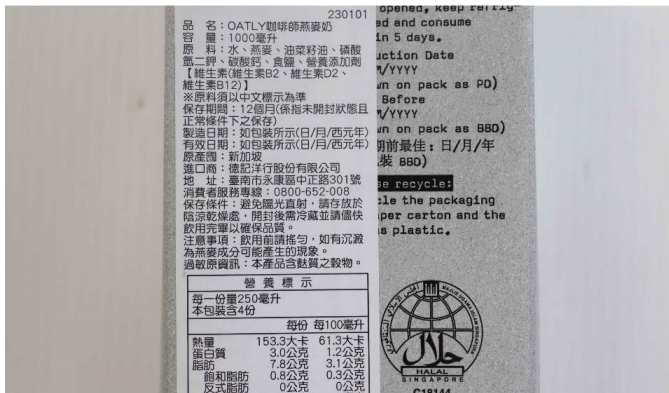 230101
品 名：OATLY咖啡師燕麥奶
容 量：1000毫升
原 料：水、燕麥、油菜籽油、磷酸
氫二鉀、碳酸鈣、食鹽、營養添加劑
【維生素(維生素B2、維生素D2、
維生素B12)】
※原料須以中文標示為準
保存期間：12個月(係指未開封狀態且
正常條件下之保存)
製造日期：如包裝所示(日/月/西元年)
有效日期：如包裝所示(日/月/西元年)
原產國：新加坡
進口商：德記洋行股份有限公司
地 址：臺南市永康區中正路301號
消費者服務專線：0800-652-008
保存條件：避免陽光直射，請存放於
陰涼乾燥處，開封後需冷藏並請儘快
飲用完畢以確保品質。
注意事項：飲用前請搖勻，如有沉澱
為燕麥成分可能產生的現象。
過敏原資訊：本產品含麩質之穀物。
營 養 標 示
每一份量250毫升
本包裝含4份
每份 每100毫升
熱量 153.3大卡 61.3大卡
蛋白質 3.0公克 1.2公克
脂肪 7.8公克 3.1公克
飽和脂肪 0.8公克 0.3公克
反式脂肪 0公克 0公克
opened, keep refrig-
ed and consume
in 5 days.
uction Date
M/YYYY
wn on pack as PD)
Before
M/YYYY
wn on pack as BBD)
期前最佳：日/月/年
裝 BBD)
se recycle:
cle the packaging
per carton and the
s plastic.
حلال
HALAL
SINGAPORE